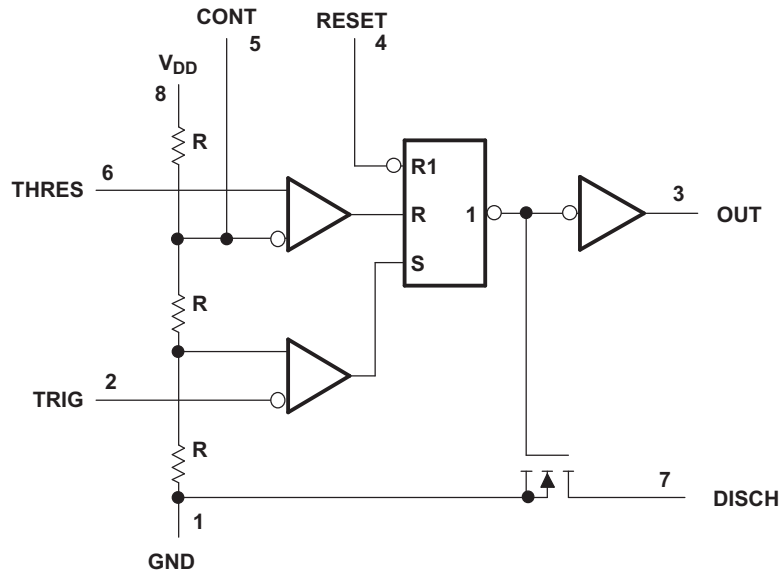 CONT
5
RESET
4
VDD
8
R
6
THRES
R1
R
1
3
OUT
S
R
2
TRIG
R
7
DISCH
1
GND